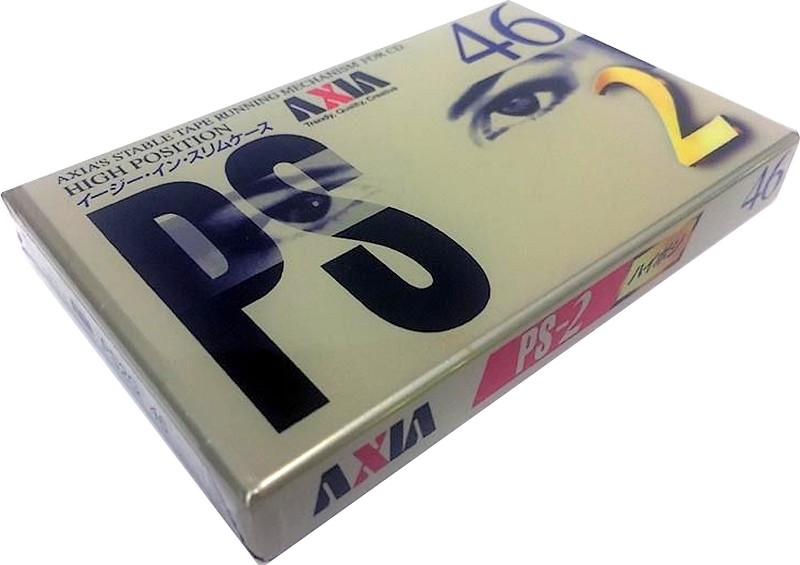 AXIA'S STABLE TAPE RUNNING MECHANISM FOR CD
HIGH POSITION
イージー・イン・スリムケース
AXIA
Trendy, Quality, Creative
46
2
PS
AXIA
PS-2
ハイポジ
46
46